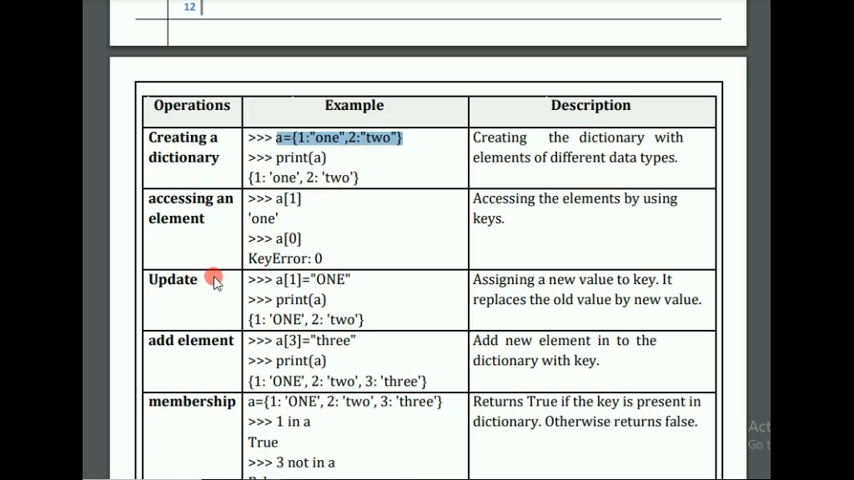 12
Operations Example Description
Creating a >>> a={1:"one",2:"two"} Creating the dictionary with
dictionary >>> print(a) elements of different data types.
{1: 'one', 2: 'two'}
accessing an >>> a[1] Accessing the elements by using
element 'one' keys.
>>> a[0]
KeyError: 0
Update >>> a[1]="ONE" Assigning a new value to key. It
>>> print(a) replaces the old value by new value.
{1: 'ONE', 2: 'two'}
add element >>> a[3]="three" Add new element in to the
>>> print(a) dictionary with key.
{1: 'ONE', 2: 'two', 3: 'three'}
membership a={1: 'ONE', 2: 'two', 3: 'three'} Returns True if the key is present in
>>> 1 in a dictionary. Otherwise returns false.
True
>>> 3 not in a
Act
Go t